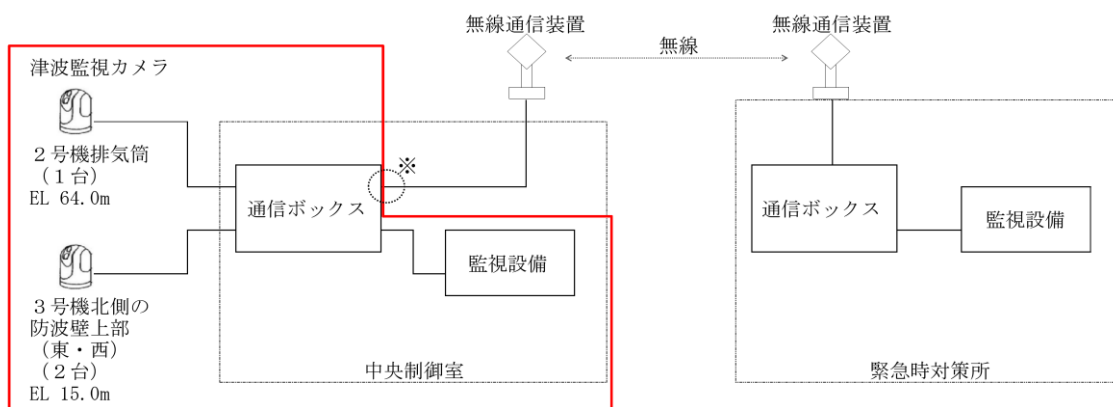 無線通信装置
無線
無線通信装置
津波監視カメラ
２号機排気筒
（１台）
EL 64.0m
※
通信ボックス
監視設備
３号機北側の
防波壁上部
（東・西）
（２台）
EL 15.0m
中央制御室
通信ボックス
監視設備
緊急時対策所